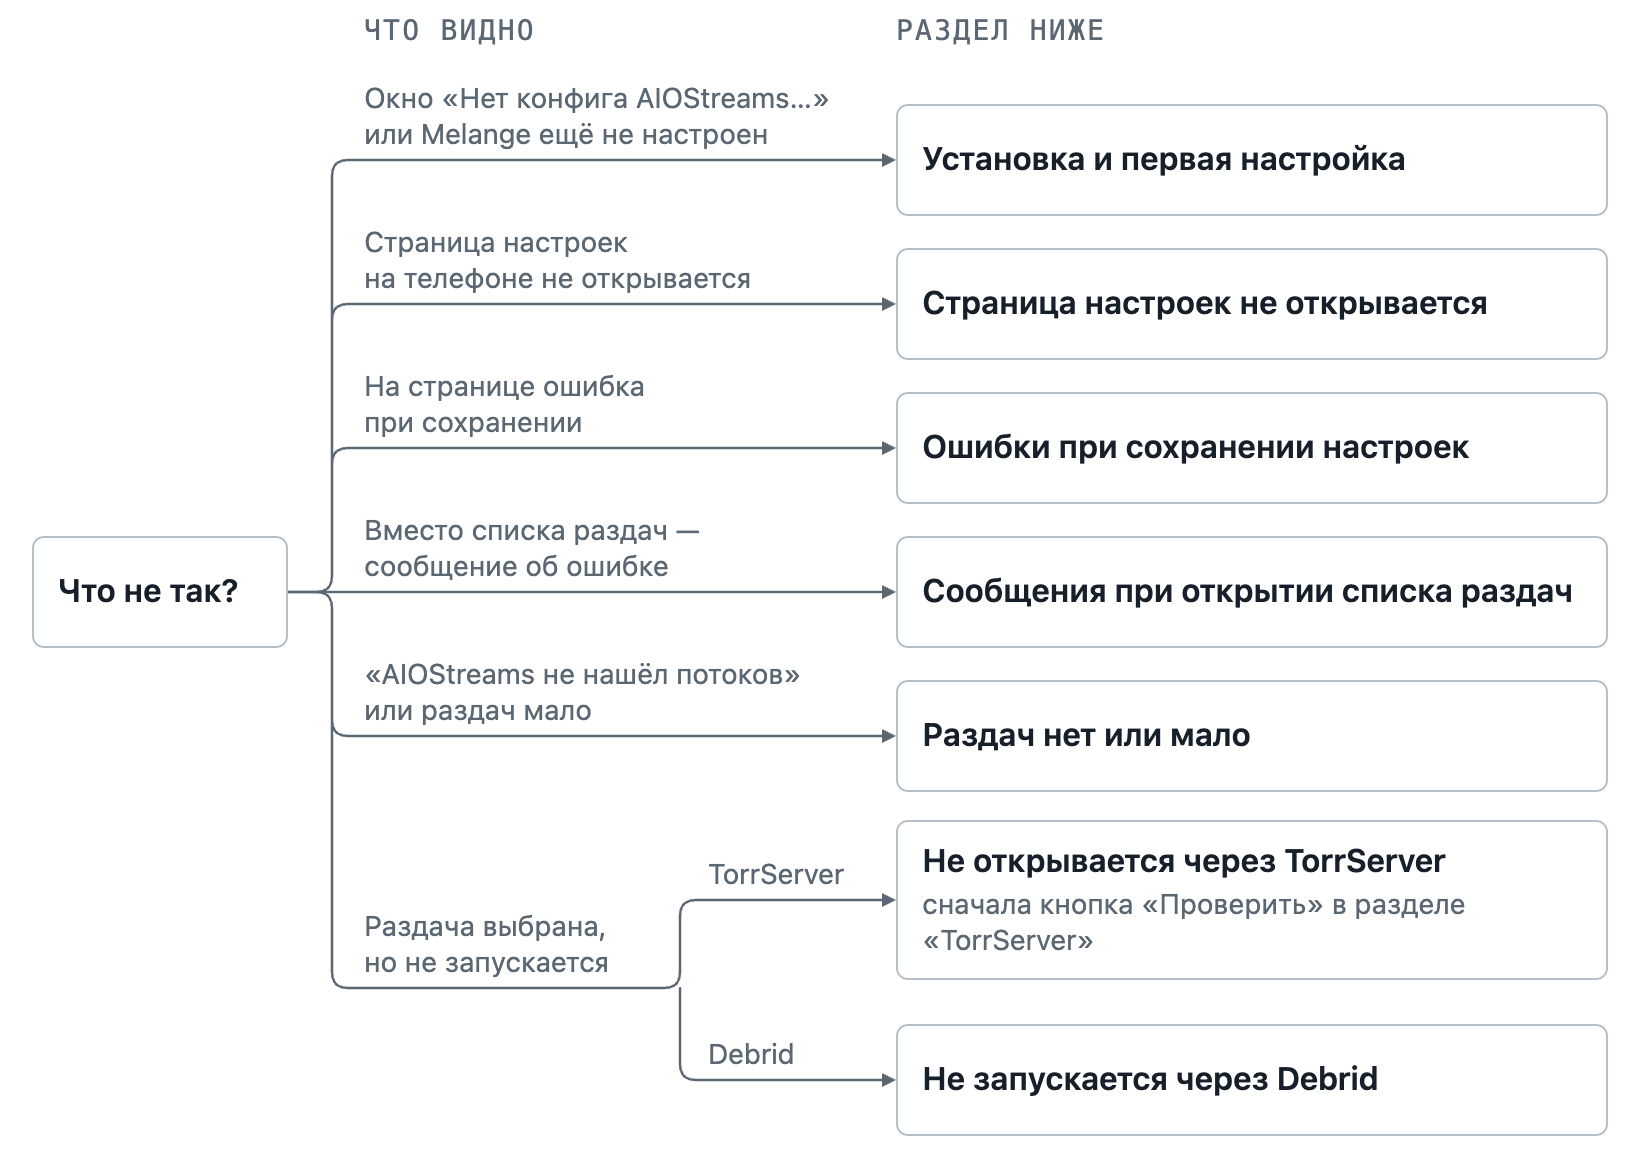 ЧТО ВИДНО
РАЗДЕЛ НИЖЕ
Окно «Нет конфига AIOStreams…»
или Melange ещё не настроен
Установка и первая настройка
Страница настроек
на телефоне не открывается
Страница настроек не открывается
На странице ошибка
при сохранении
Ошибки при сохранении настроек
Что не так?
Вместо списка раздач —
сообщение об ошибке
Сообщения при открытии списка раздач
«AIOStreams не нашёл потоков»
или раздач мало
Раздач нет или мало
Раздача выбрана,
но не запускается
TorrServer
Не открывается через TorrServer
сначала кнопка «Проверить» в разделе
«TorrServer»
Debrid
Не запускается через Debrid